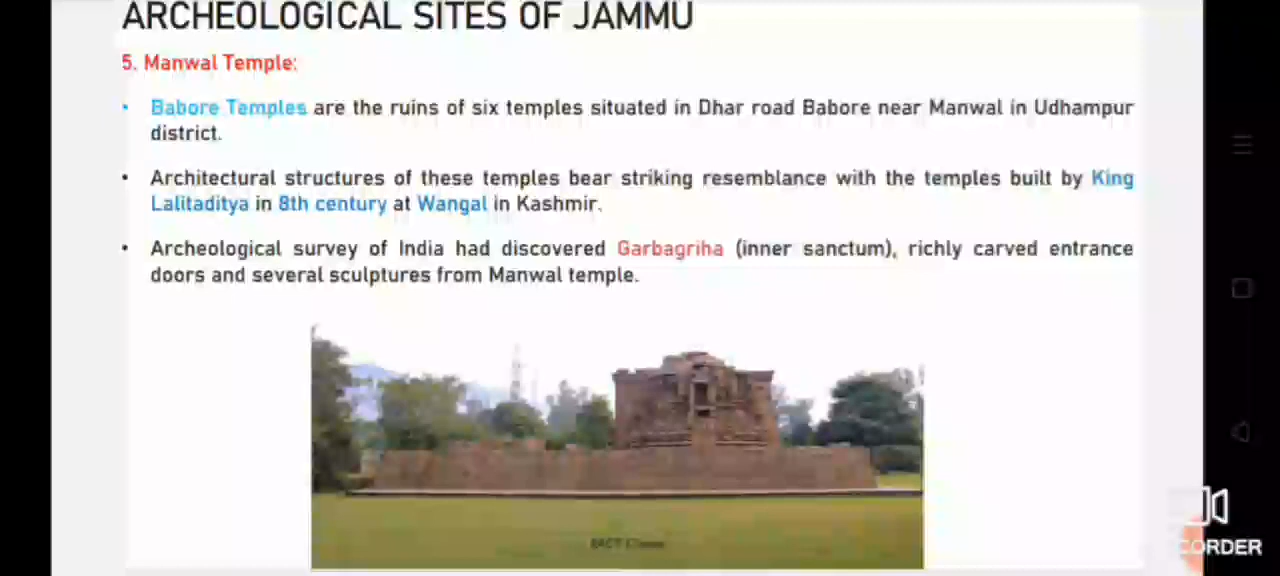 ARCHEOLOGICAL SITES OF JAMMU
5. Manwal Temple:
• Babore Temples are the ruins of six temples situated in Dhar road Babore near Manwal in Udhampur
district.
• Architectural structures of these temples bear striking resemblance with the temples built by King
Lalitaditya in 8th century at Wangal in Kashmir.
• Archeological survey of India had discovered Garbagriha (inner sanctum), richly carved entrance
doors and several sculptures from Manwal temple.
CORDER